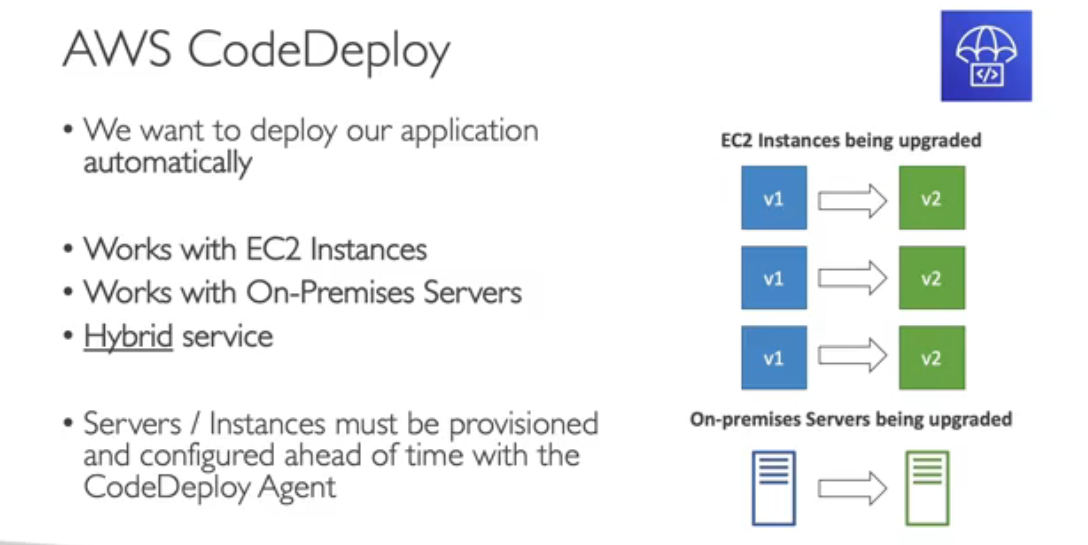 AWS CodeDeploy
</>
• We want to deploy our application
automatically
• Works with EC2 Instances
• Works with On-Premises Servers
• Hybrid service
• Servers / Instances must be provisioned
and configured ahead of time with the
CodeDeploy Agent
EC2 Instances being upgraded
v1 v2
v1 v2
v1 v2
On-premises Servers being upgraded